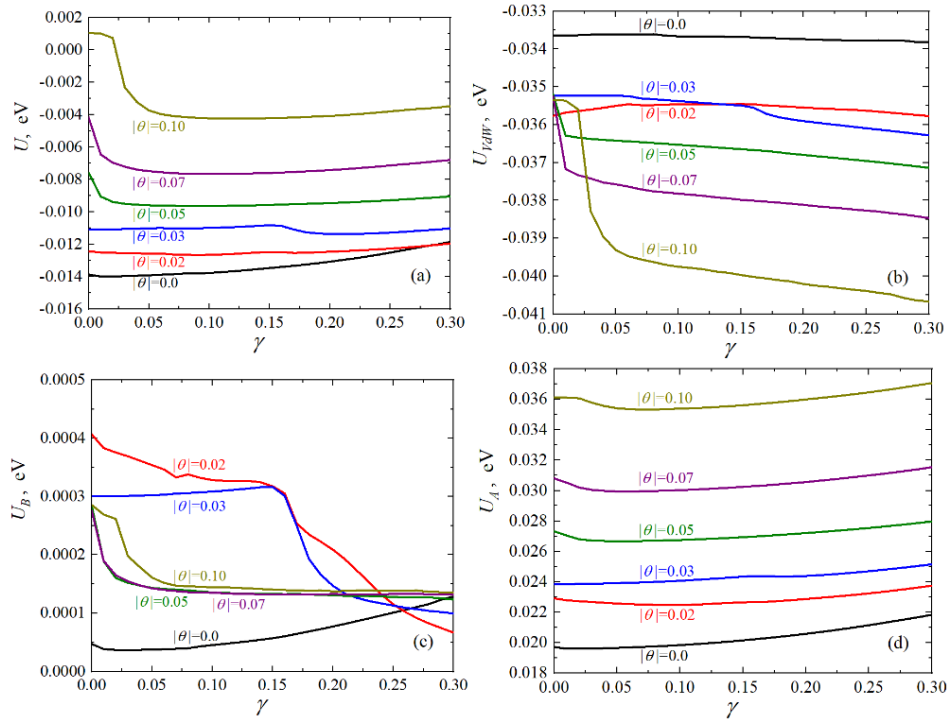 0.002
0.000
-0.002
-0.004
-0.006
-0.008
-0.010
-0.012
-0.014
-0.016
U, eV
|θ|=0.10
|θ|=0.07
|θ|=0.05
|θ|=0.03
|θ|=0.02
|θ|=0.0
(a)
0.00 0.05 0.10 0.15 0.20 0.25 0.30
γ
-0.033
-0.034
-0.035
-0.036
-0.037
-0.038
-0.039
-0.040
-0.041
U_VdW, eV
|θ|=0.0
|θ|=0.03
|θ|=0.02
|θ|=0.05
|θ|=0.07
|θ|=0.10
(b)
0.00 0.05 0.10 0.15 0.20 0.25 0.30
γ
0.0005
0.0004
0.0003
0.0002
0.0001
0.0000
U_B, eV
|θ|=0.02
|θ|=0.03
|θ|=0.10
|θ|=0.05 |θ|=0.07
|θ|=0.0
(c)
0.00 0.05 0.10 0.15 0.20 0.25 0.30
γ
0.038
0.036
0.034
0.032
0.030
0.028
0.026
0.024
0.022
0.020
0.018
U_A, eV
|θ|=0.10
|θ|=0.07
|θ|=0.05
|θ|=0.03
|θ|=0.02
|θ|=0.0
(d)
0.00 0.05 0.10 0.15 0.20 0.25 0.30
γ